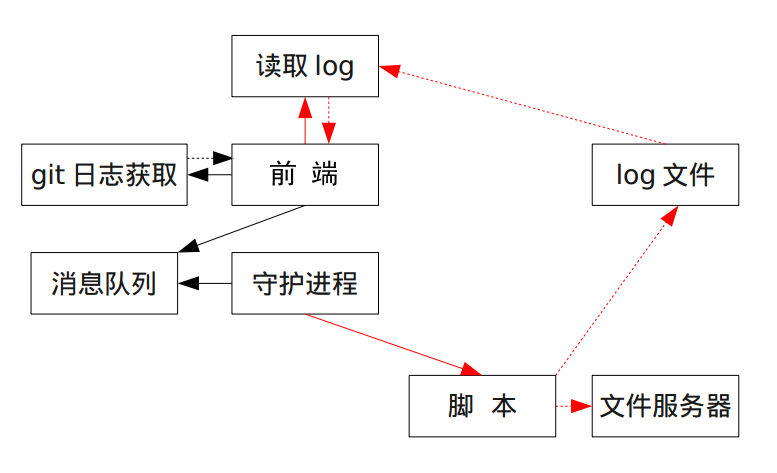 读取 log
git 日志获取
前 端
log 文件
消息队列
守护进程
脚 本
文件服务器